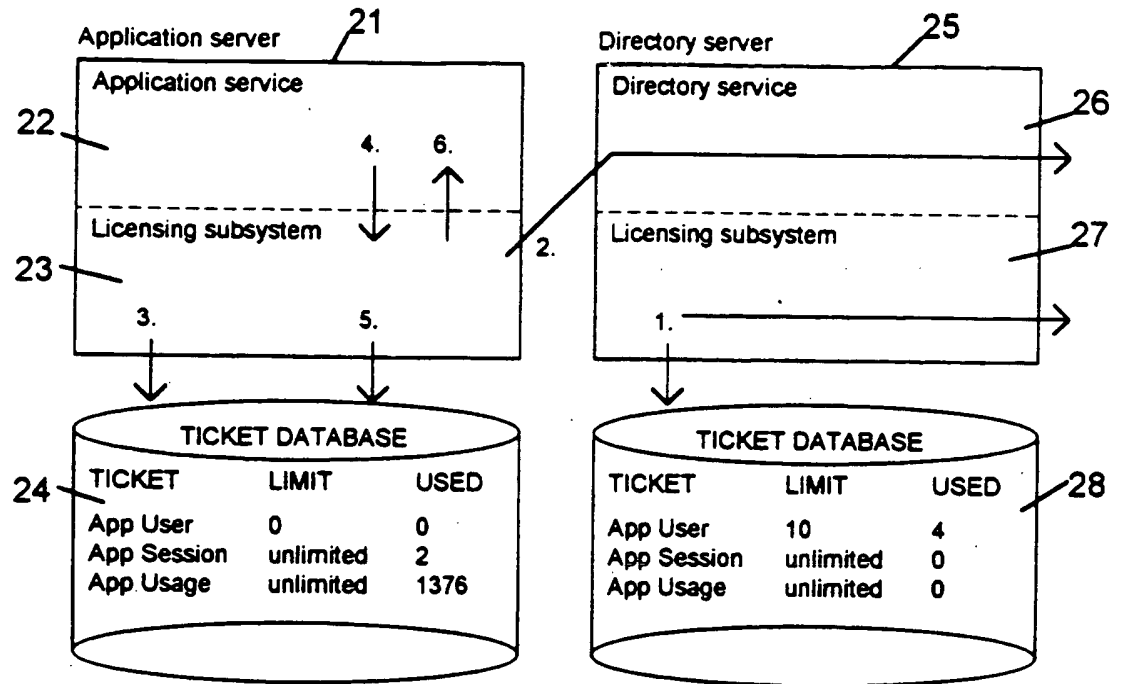 Application server
21
Application service
22
4.
6.
Licensing subsystem
23
2.
3.
5.
TICKET DATABASE
24
TICKET LIMIT USED
App User 0 0
App Session unlimited 2
App Usage unlimited 1376
Directory server
25
Directory service
26
Licensing subsystem
27
1.
TICKET DATABASE
28
TICKET LIMIT USED
App User 10 4
App Session unlimited 0
App Usage unlimited 0